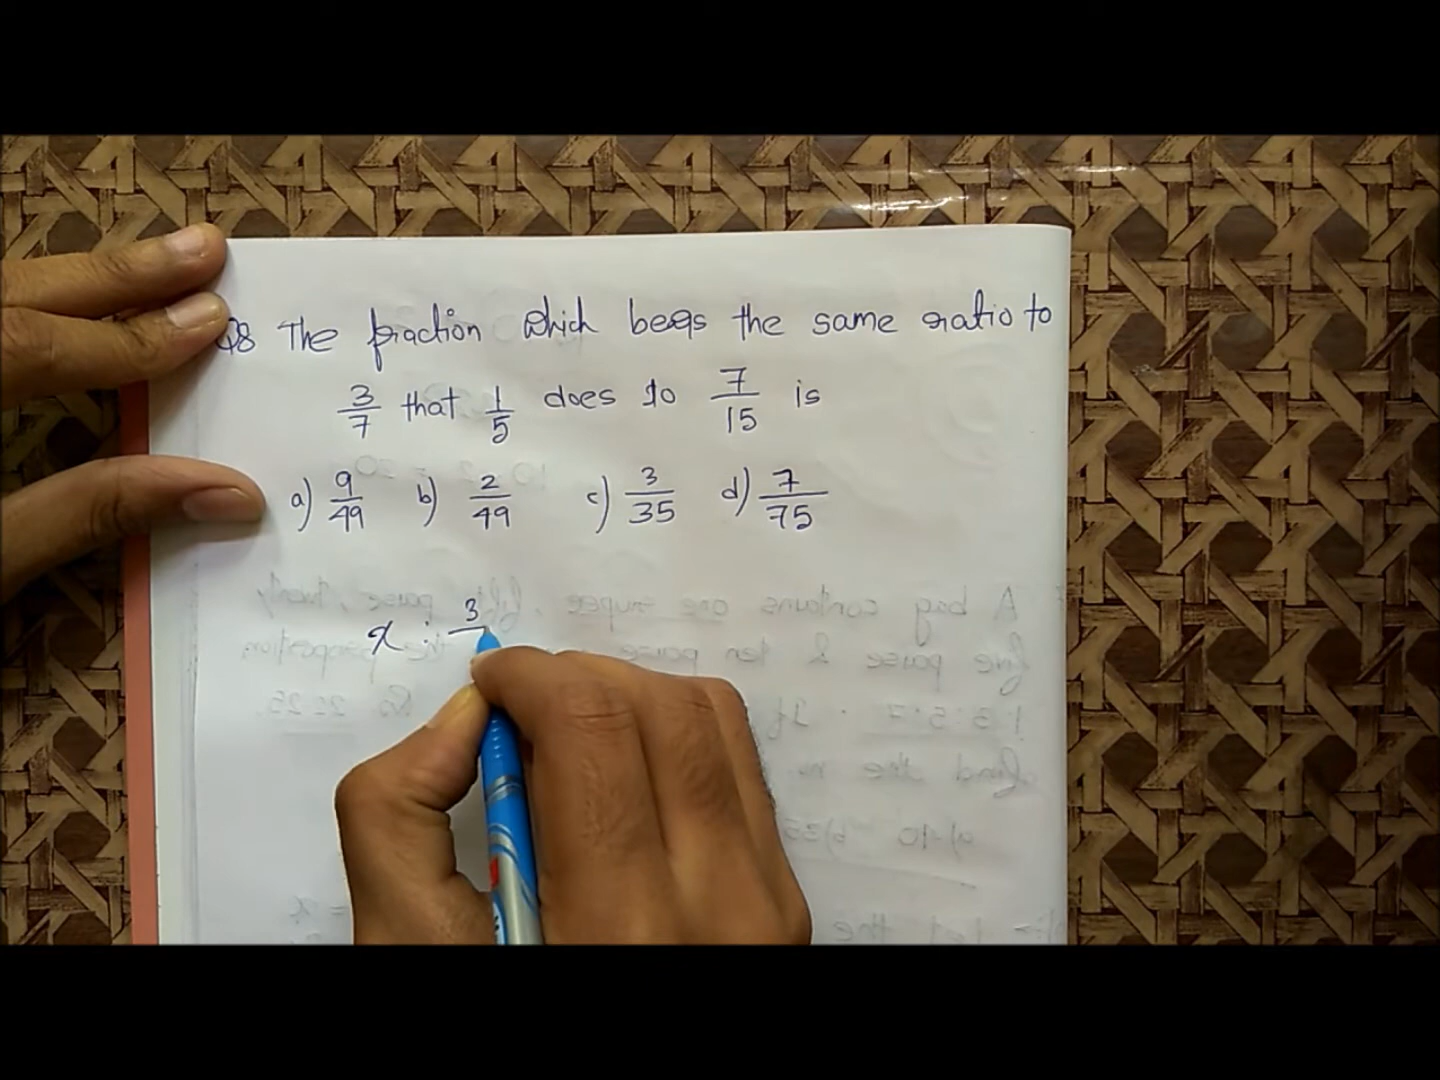 Q8 The fraction which bears the same ratio to
3/7 that 1/5 does to 7/15 is
a) 9/49 b) 2/49 c) 3/35 d) 7/75
x : 3/